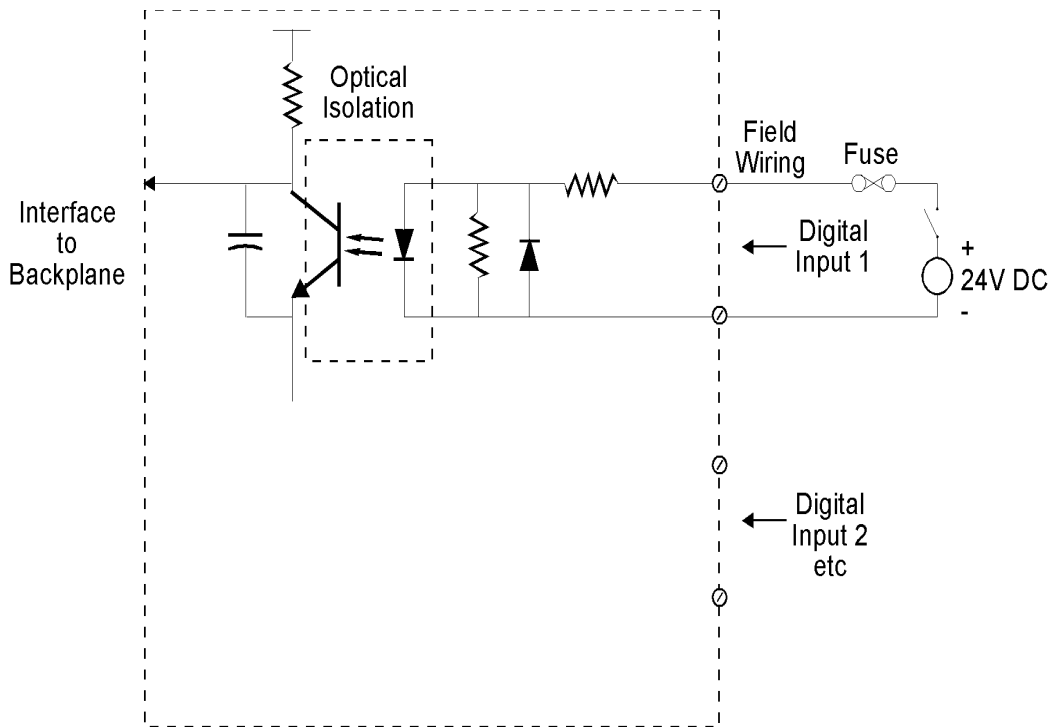 Optical
Isolation
Field
Wiring
Fuse
Interface
to
Backplane
Digital
Input 1
+
24V DC
-
Digital
Input 2
etc